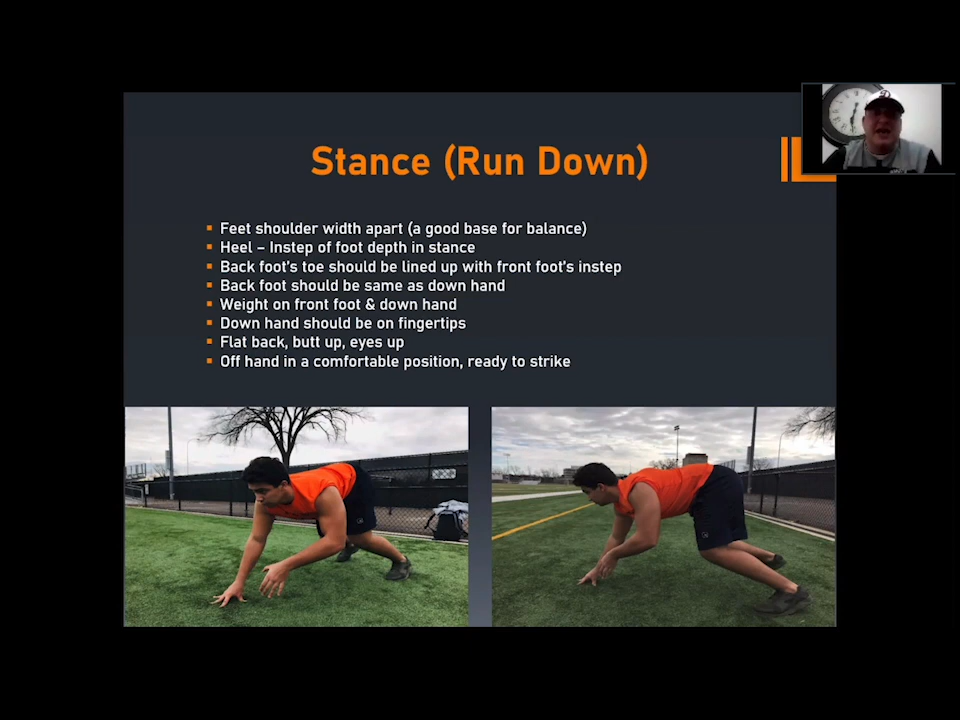 Stance (Run Down)
Feet shoulder width apart (a good base for balance)
Heel – Instep of foot depth in stance
Back foot's toe should be lined up with front foot's instep
Back foot should be same as down hand
Weight on front foot & down hand
Down hand should be on fingertips
Flat back, butt up, eyes up
Off hand in a comfortable position, ready to strike